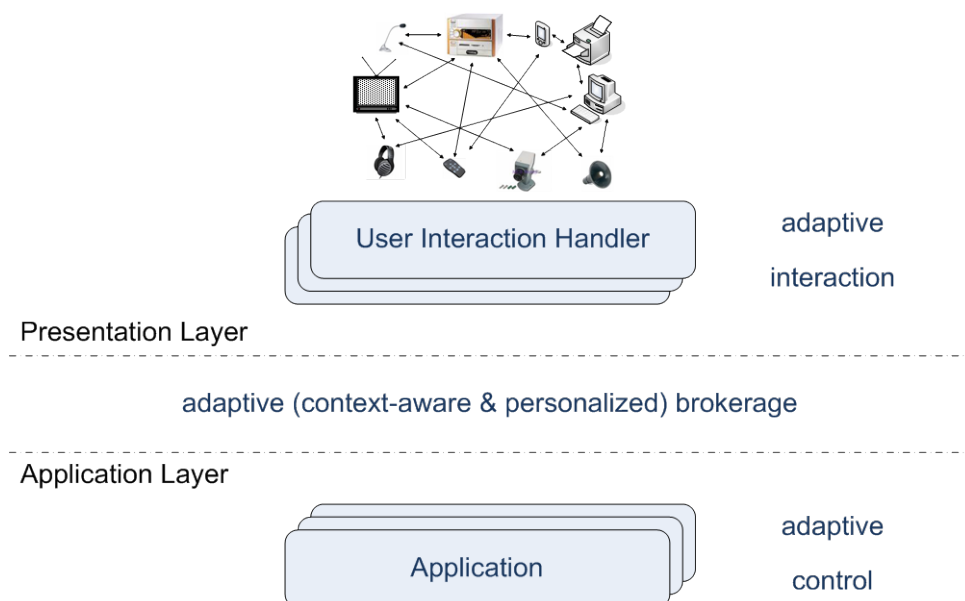 User Interaction Handler
adaptive
interaction
Presentation Layer
adaptive (context-aware & personalized) brokerage
Application Layer
Application
adaptive
control